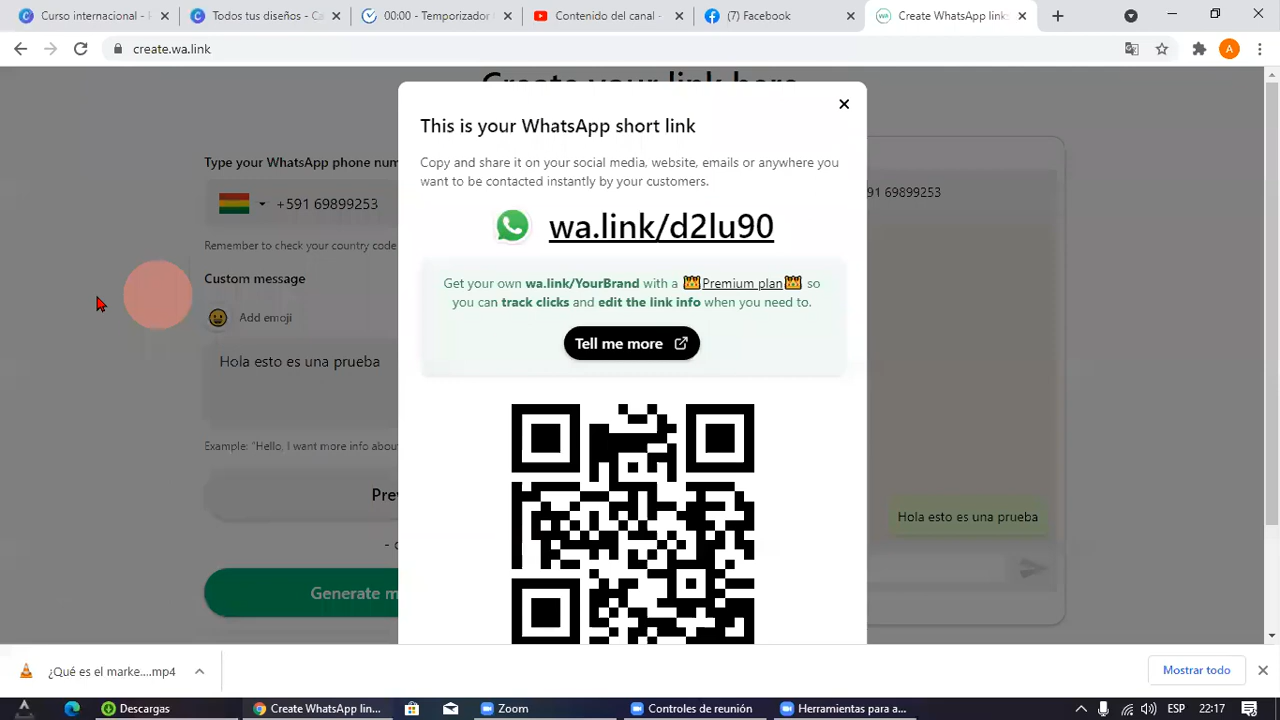 Curso internacional - I
Todos tus diseños - Ca
00:00 - Temporizador
Contenido del canal -
(7) Facebook
Create WhatsApp links
create.wa.link
A
Create your link here
This is your WhatsApp short link
Type your WhatsApp phone num
Copy and share it on your social media, website, emails or anywhere you
want to be contacted instantly by your customers.
+591 69899253
91 69899253
wa.link/d2lu90
Remember to check your country code
Custom message
Get your own wa.link/YourBrand with a Premium plan so
you can track clicks and edit the link info when you need to.
Add emoji
Tell me more
Hola esto es una prueba
Example: "Hello, I want more info abou
Prev
Hola esto es una prueba
- o
Generate m
¿Qué es el marke....mp4
Mostrar todo
Descargas
Create WhatsApp lin...
Zoom
Controles de reunión
Herramientas para a...
ESP
22:17